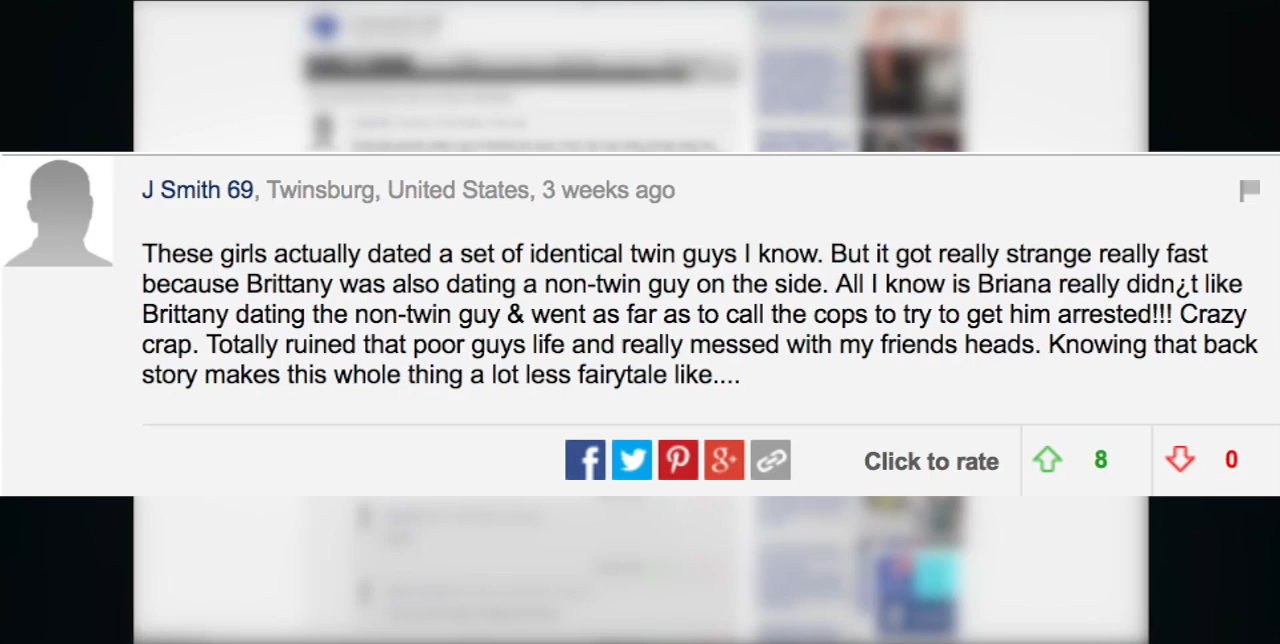 J Smith 69, Twinsburg, United States, 3 weeks ago
These girls actually dated a set of identical twin guys I know. But it got really strange really fast
because Brittany was also dating a non-twin guy on the side. All I know is Briana really didn¿t like
Brittany dating the non-twin guy & went as far as to call the cops to try to get him arrested!!! Crazy
crap. Totally ruined that poor guys life and really messed with my friends heads. Knowing that back
story makes this whole thing a lot less fairytale like....
Click to rate 8 0